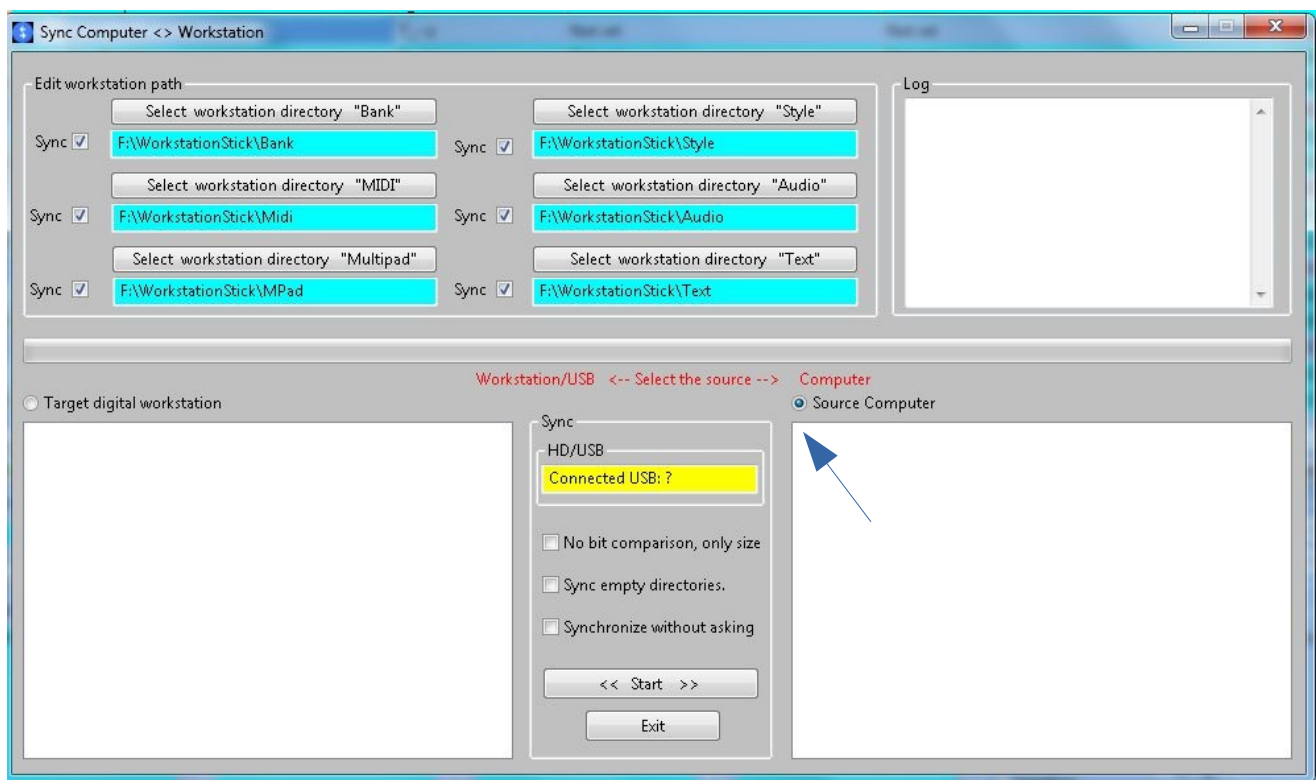 Sync Computer <> Workstation
Edit workstation path
Log
Select workstation directory "Bank"
Select workstation directory "Style"
Sync
F:\WorkstationStick\Bank
Sync
F:\WorkstationStick\Style
Select workstation directory "MIDI"
Select workstation directory "Audio"
Sync
F:\WorkstationStick\Midi
Sync
F:\WorkstationStick\Audio
Select workstation directory "Multipad"
Select workstation directory "Text"
Sync
F:\WorkstationStick\MPad
Sync
F:\WorkstationStick\Text
Workstation/USB <-- Select the source --> Computer
Target digital workstation
Source Computer
Sync
HD/USB
Connected USB: ?
No bit comparison, only size
Sync empty directories.
Synchronize without asking
<< Start >>
Exit